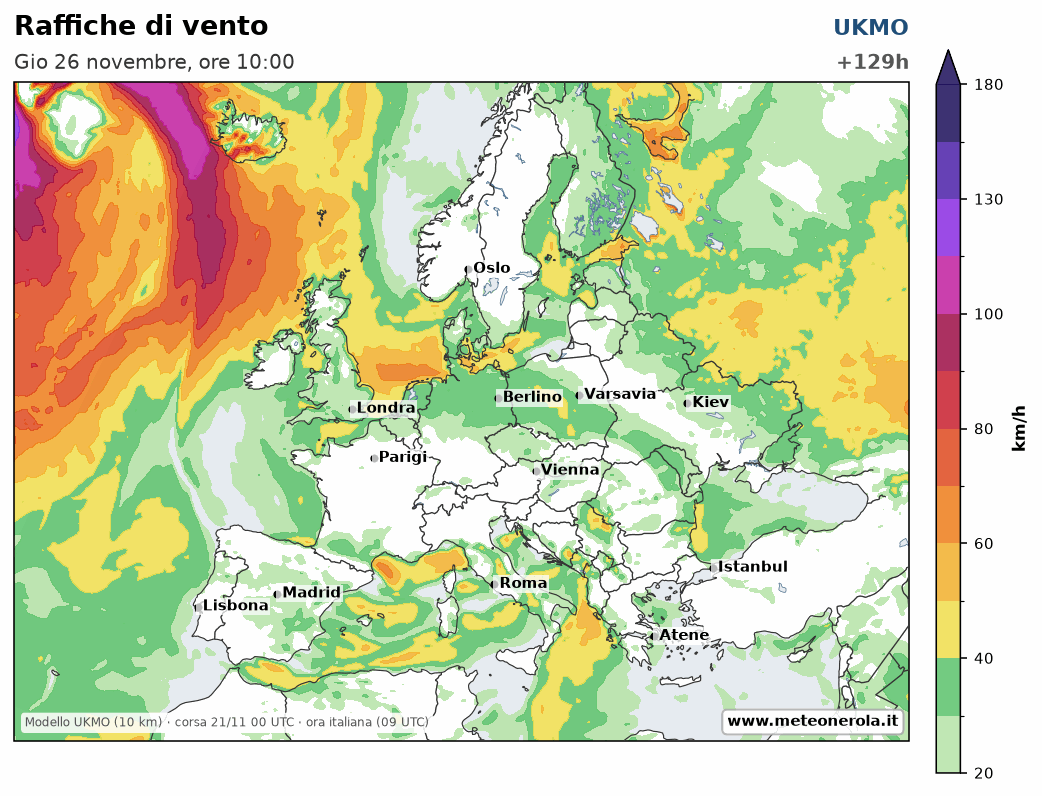 Raffiche di vento
UKMO
Gio 26 novembre, ore 10:00
+129h
180
130
100
80
60
40
20
km/h
Oslo
Berlino
Varsavia
Kiev
Londra
Parigi
Vienna
Istanbul
Roma
Madrid
Lisbona
Atene
Modello UKMO (10 km) · corsa 21/11 00 UTC · ora italiana (09 UTC)
www.meteonerola.it